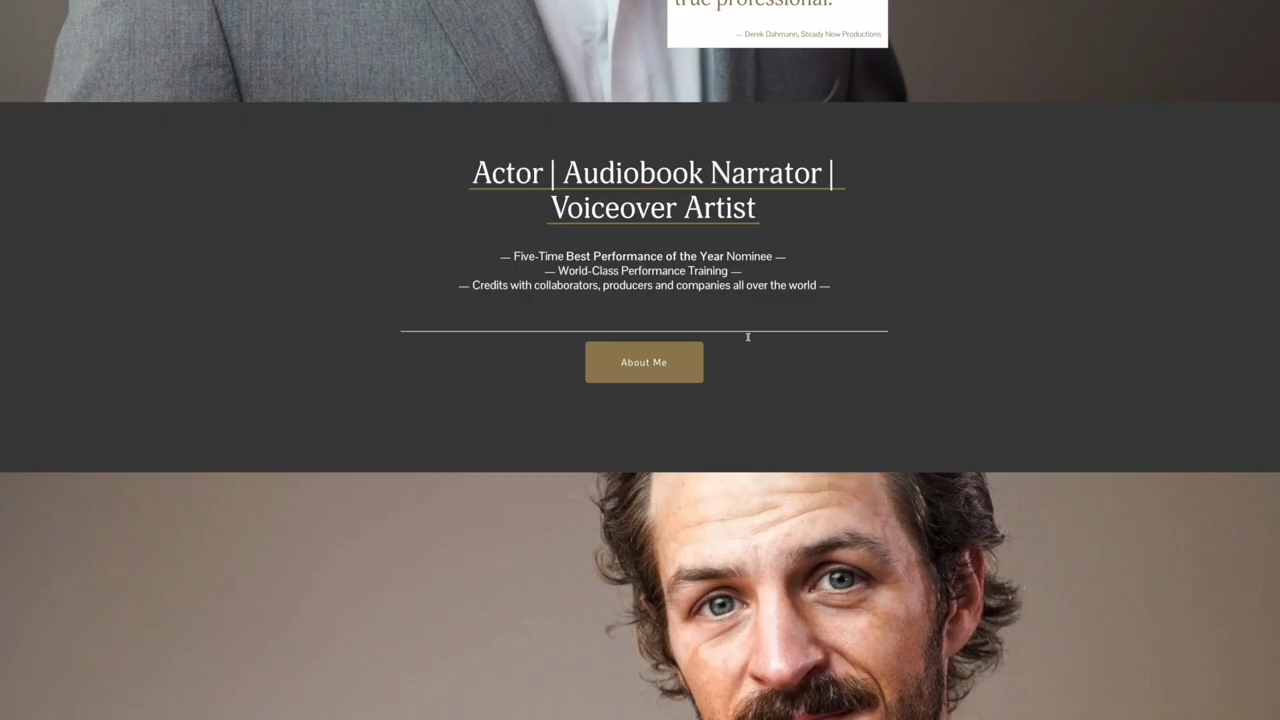 true professional.
— Derek Dahmann, Steady Now Productions
Actor | Audiobook Narrator |
Voiceover Artist
— Five-Time Best Performance of the Year Nominee —
— World-Class Performance Training —
— Credits with collaborators, producers and companies all over the world —
About Me